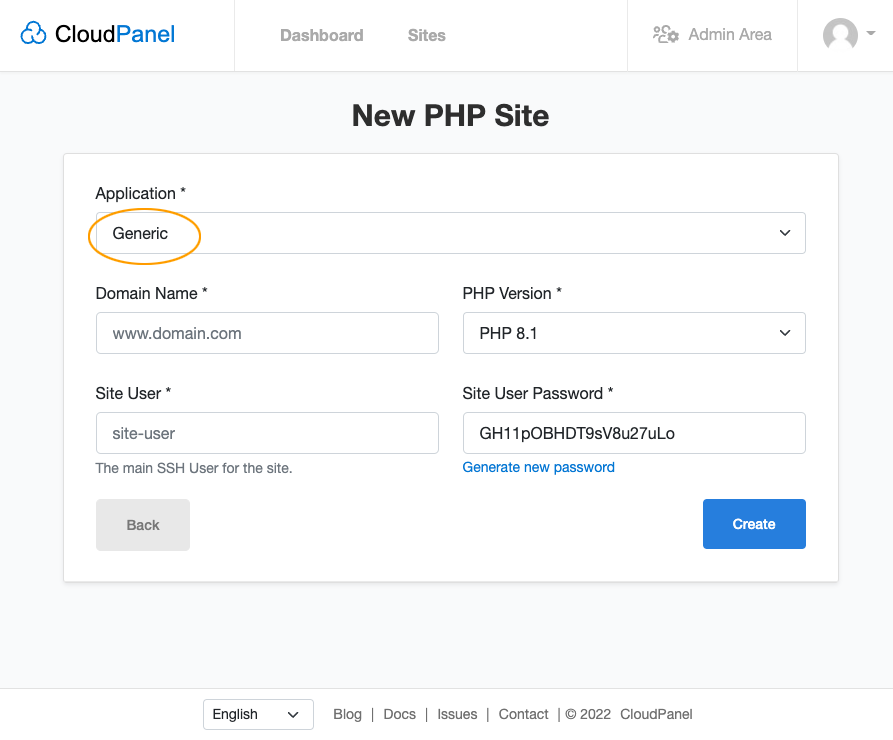 CloudPanel Dashboard Sites Admin Area
New PHP Site
Application *
Generic
Domain Name * PHP Version *
www.domain.com PHP 8.1
Site User * Site User Password *
site-user GH11pOBHDT9sV8u27uLo
The main SSH User for the site. Generate new password
Back Create
English Blog | Docs | Issues | Contact | © 2022 CloudPanel